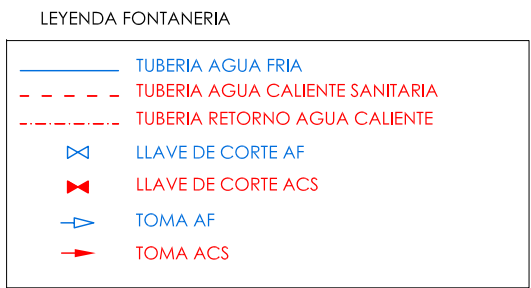 LEYENDA FONTANERIA
TUBERIA AGUA FRIA
TUBERIA AGUA CALIENTE SANITARIA
TUBERIA RETORNO AGUA CALIENTE
LLAVE DE CORTE AF
LLAVE DE CORTE ACS
TOMA AF
TOMA ACS